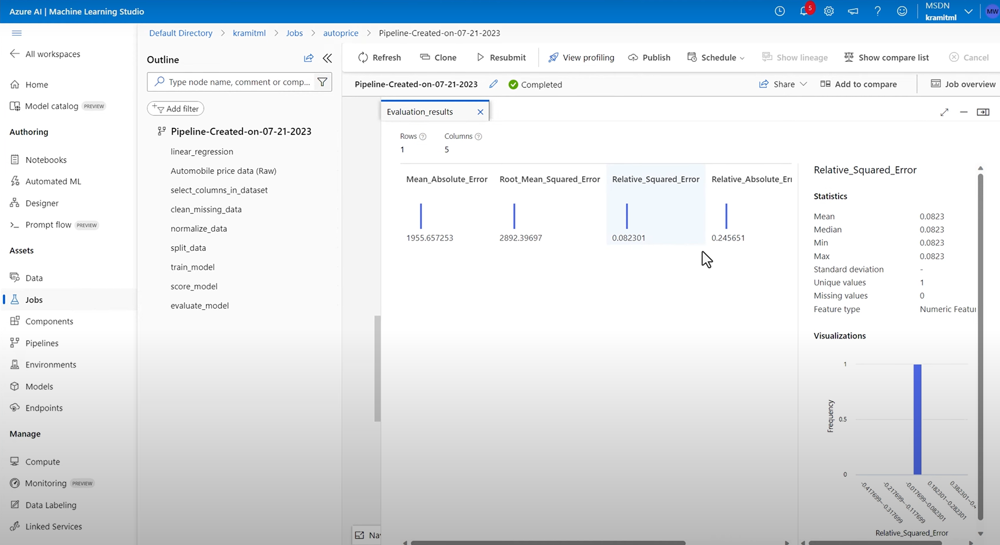 Azure AI | Machine Learning Studio
5
MSDN
kramitml
MW
All workspaces
Home
Model catalog PREVIEW
Authoring
Notebooks
Automated ML
Designer
Prompt flow PREVIEW
Assets
Data
Jobs
Components
Pipelines
Environments
Models
Endpoints
Manage
Compute
Monitoring PREVIEW
Data Labeling
Linked Services
Default Directory > kramitml > Jobs > autoprice > Pipeline-Created-on-07-21-2023
Outline
Type node name, comment or comp...
Add filter
Pipeline-Created-on-07-21-2023
linear_regression
Automobile price data (Raw)
select_columns_in_dataset
clean_missing_data
normalize_data
split_data
train_model
score_model
evaluate_model
Refresh Clone Resubmit View profiling Publish Schedule Show lineage Show compare list Cancel
Pipeline-Created-on-07-21-2023 Completed Share Add to compare Job overview
Evaluation_results
Rows Columns
1 5
Mean_Absolute_Error Root_Mean_Squared_Error Relative_Squared_Error Relative_Absolute_Err
1955.657253 2892.39697 0.082301 0.245651
Nav
Relative_Squared_Error
Statistics
Mean 0.0823
Median 0.0823
Min 0.0823
Max 0.0823
Standard deviation -
Unique values 1
Missing values 0
Feature type Numeric Featur
Visualizations
1
0.5
0
Frequency
-0.417699~-0.317699
-0.217699~-0.117699
-0.017699~0.082301
0.182301~0.282301
0.382301~0.4
Relative_Squared_Error